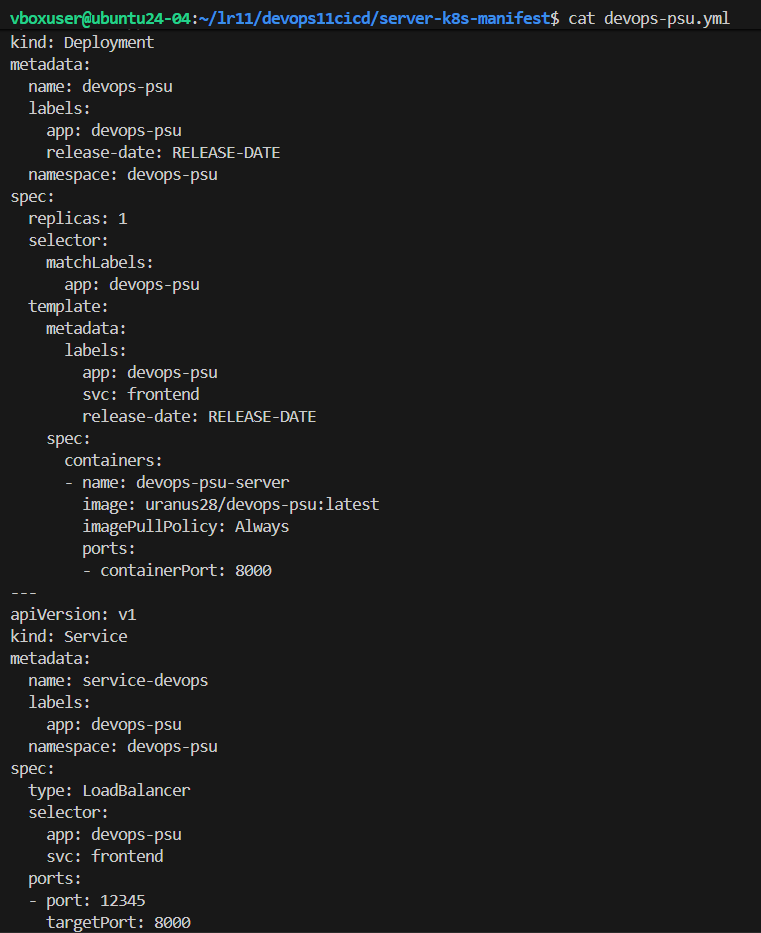 vboxuser@ubuntu24-04:~/lr11/devops11cicd/server-k8s-manifest$ cat devops-psu.yml
kind: Deployment
metadata:
  name: devops-psu
  labels:
    app: devops-psu
    release-date: RELEASE-DATE
  namespace: devops-psu
spec:
  replicas: 1
  selector:
    matchLabels:
      app: devops-psu
  template:
    metadata:
      labels:
        app: devops-psu
        svc: frontend
        release-date: RELEASE-DATE
    spec:
      containers:
      - name: devops-psu-server
        image: uranus28/devops-psu:latest
        imagePullPolicy: Always
        ports:
        - containerPort: 8000
---
apiVersion: v1
kind: Service
metadata:
  name: service-devops
  labels:
    app: devops-psu
  namespace: devops-psu
spec:
  type: LoadBalancer
  selector:
    app: devops-psu
    svc: frontend
  ports:
  - port: 12345
    targetPort: 8000